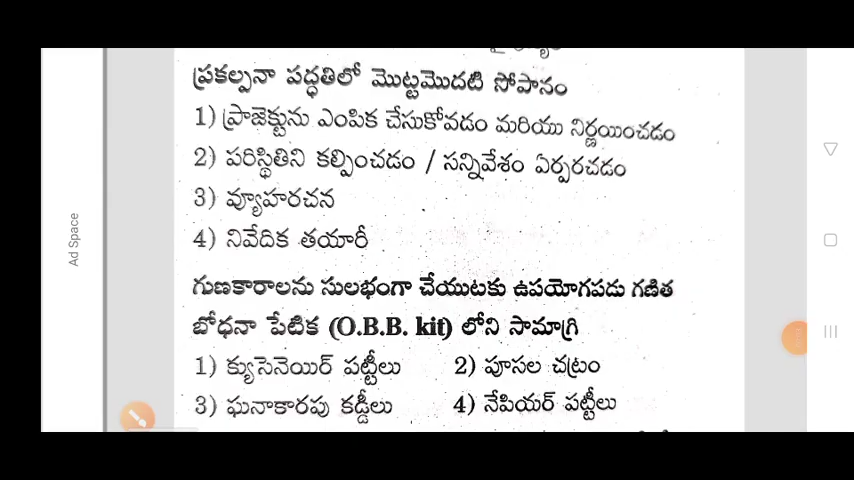 ప్రకల్పనా పద్ధతిలో మొట్టమొదటి సోపానం
1) ప్రాజెక్టును ఎంపిక చేసుకోవడం మరియు నిర్ణయించడం
2) పరిస్థితిని కల్పించడం / సన్నివేశం ఏర్పరచడం
3) వ్యూహరచన
4) నివేదిక తయారీ
గుణకారాలను సులభంగా చేయుటకు ఉపయోగపడు గణిత
బోధనా పేటిక (O.B.B. kit) లోని సామాగ్రి
1) క్యుసెనెయిర్ పట్టీలు 2) పూసల చట్రం
3) ఘనాకారపు కడ్డీలు 4) నేపియర్ పట్టీలు
Ad Space